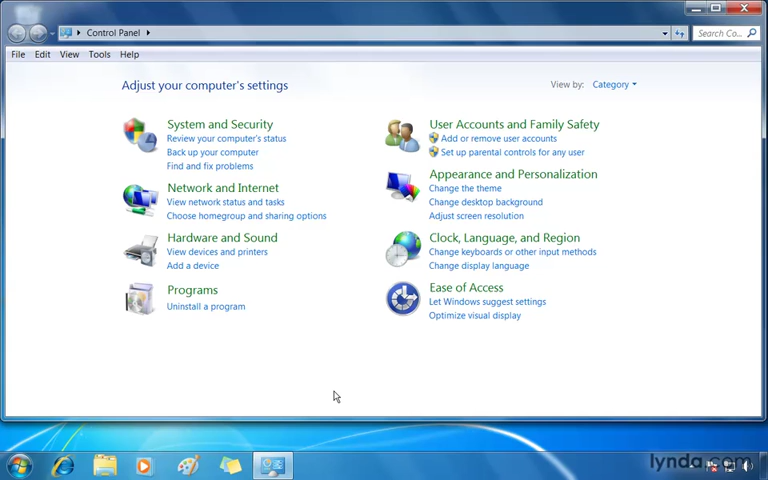 Control Panel
Search Co...
File Edit View Tools Help
Adjust your computer's settings
View by: Category
System and Security
Review your computer's status
Back up your computer
Find and fix problems
Network and Internet
View network status and tasks
Choose homegroup and sharing options
Hardware and Sound
View devices and printers
Add a device
Programs
Uninstall a program
User Accounts and Family Safety
Add or remove user accounts
Set up parental controls for any user
Appearance and Personalization
Change the theme
Change desktop background
Adjust screen resolution
Clock, Language, and Region
Change keyboards or other input methods
Change display language
Ease of Access
Let Windows suggest settings
Optimize visual display
lynda.com